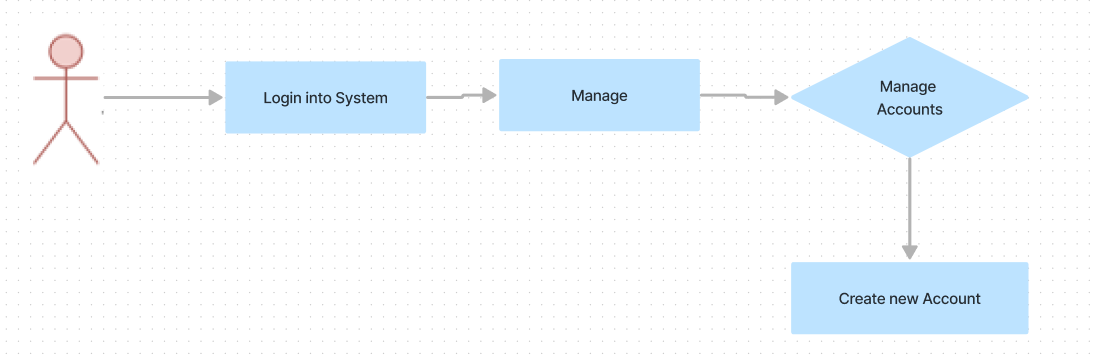 Login into System
Manage
Manage
Accounts
Create new Account